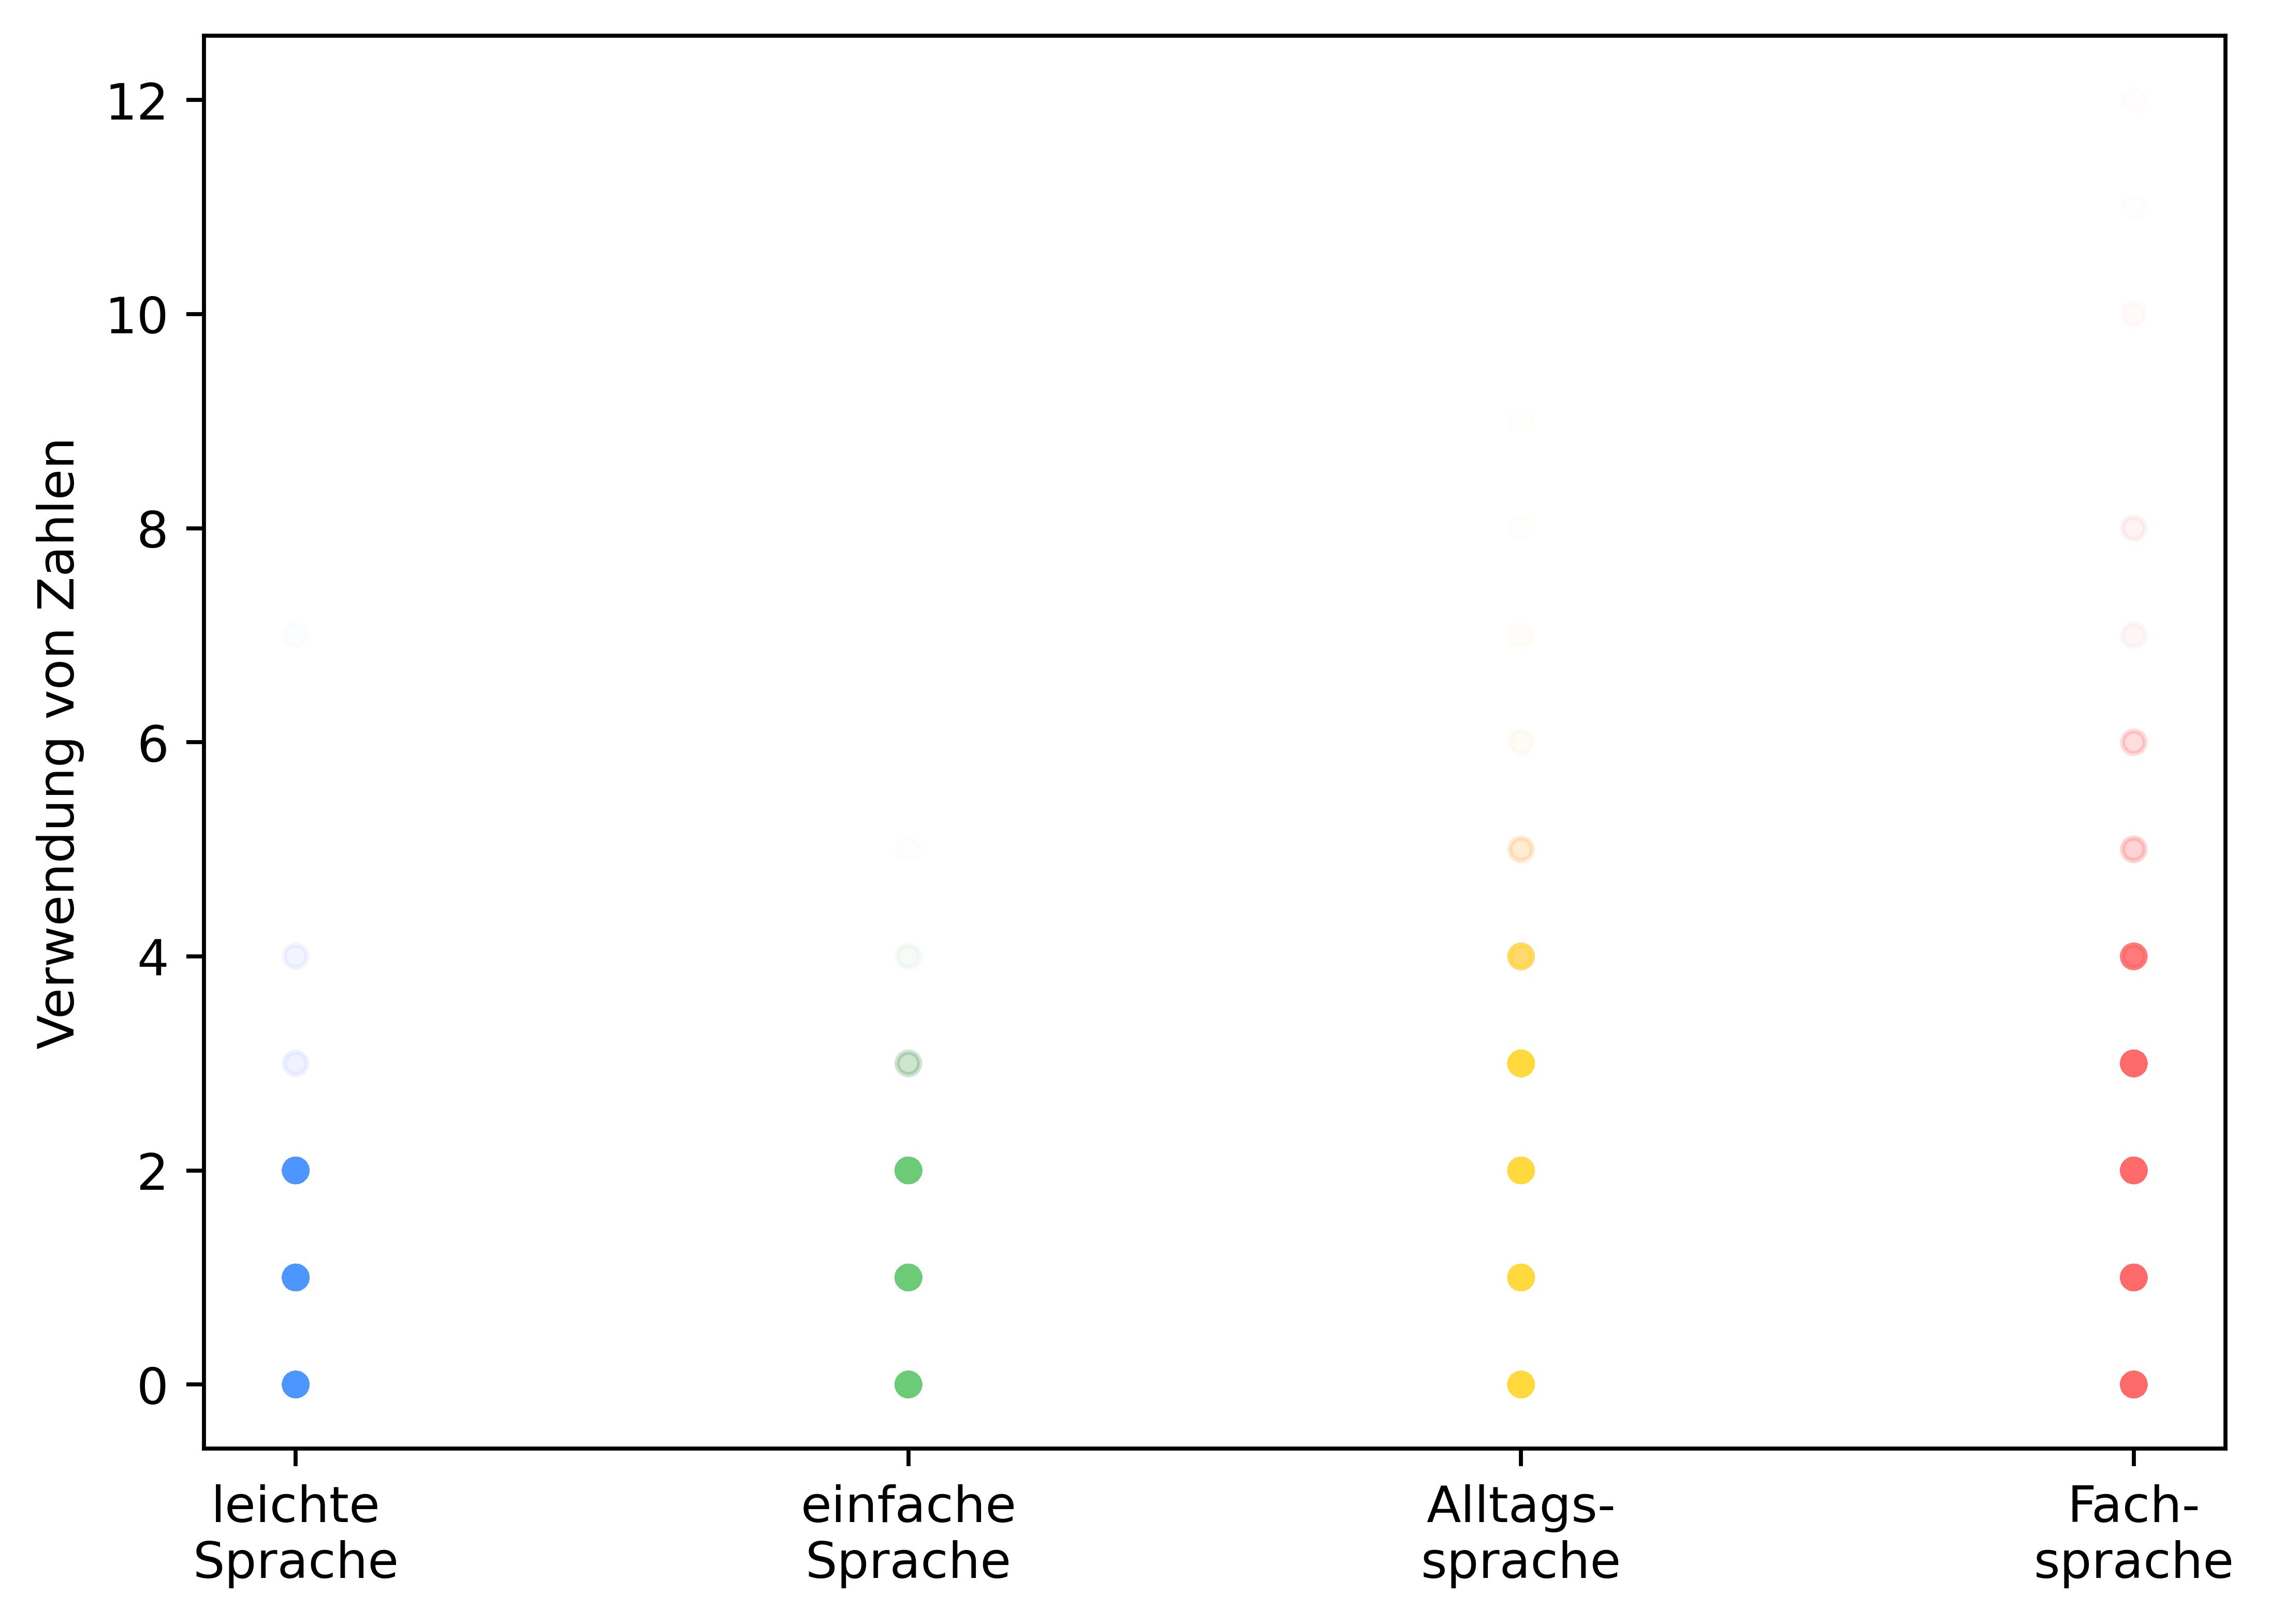 Verwendung von Zahlen
12
10
8
6
4
2
0
leichte
Sprache
einfache
Sprache
Alltags-
sprache
Fach-
sprache